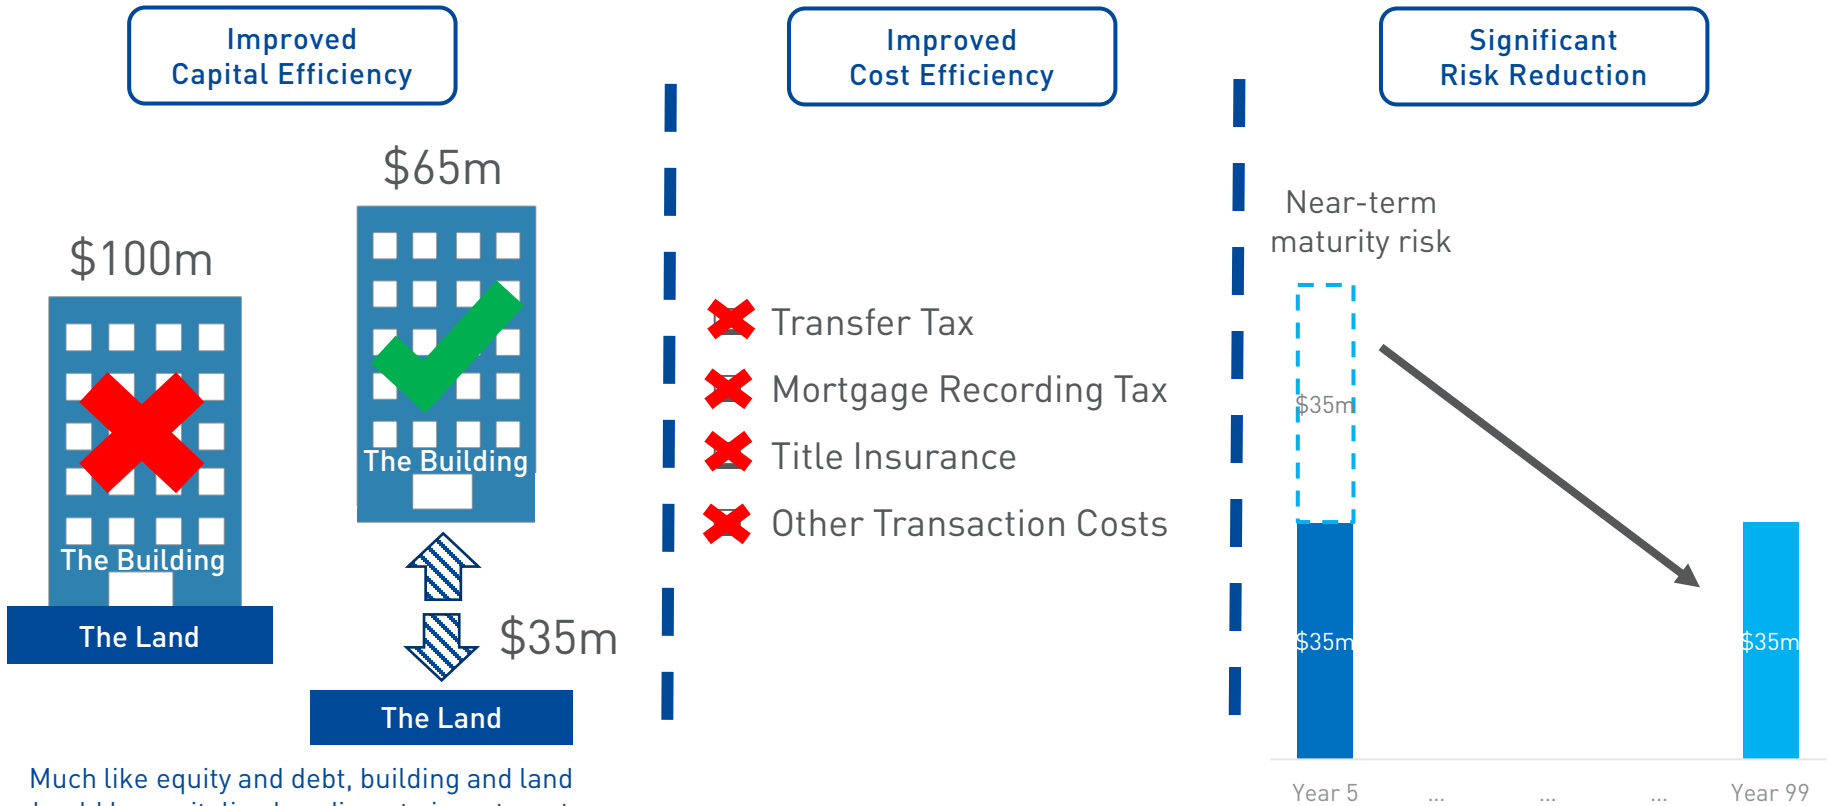 Improved
Capital Efficiency
$100m
The Building
The Land
$65m
The Building
$35m
The Land
Much like equity and debt, building and land
Improved
Cost Efficiency
Transfer Tax
Mortgage Recording Tax
Title Insurance
Other Transaction Costs
Significant
Risk Reduction
Near-term
maturity risk
$35m
$35m
$35m
Year 5 ... ... ... Year 99